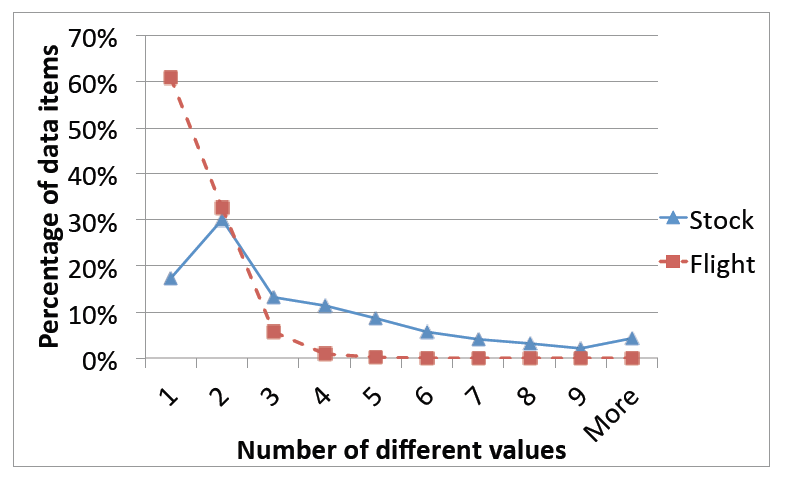 Percentage of data items
70%
60%
50%
40%
30%
20%
10%
0%
1 2 3 4 5 6 7 8 9 More
Number of different values
Stock
Flight